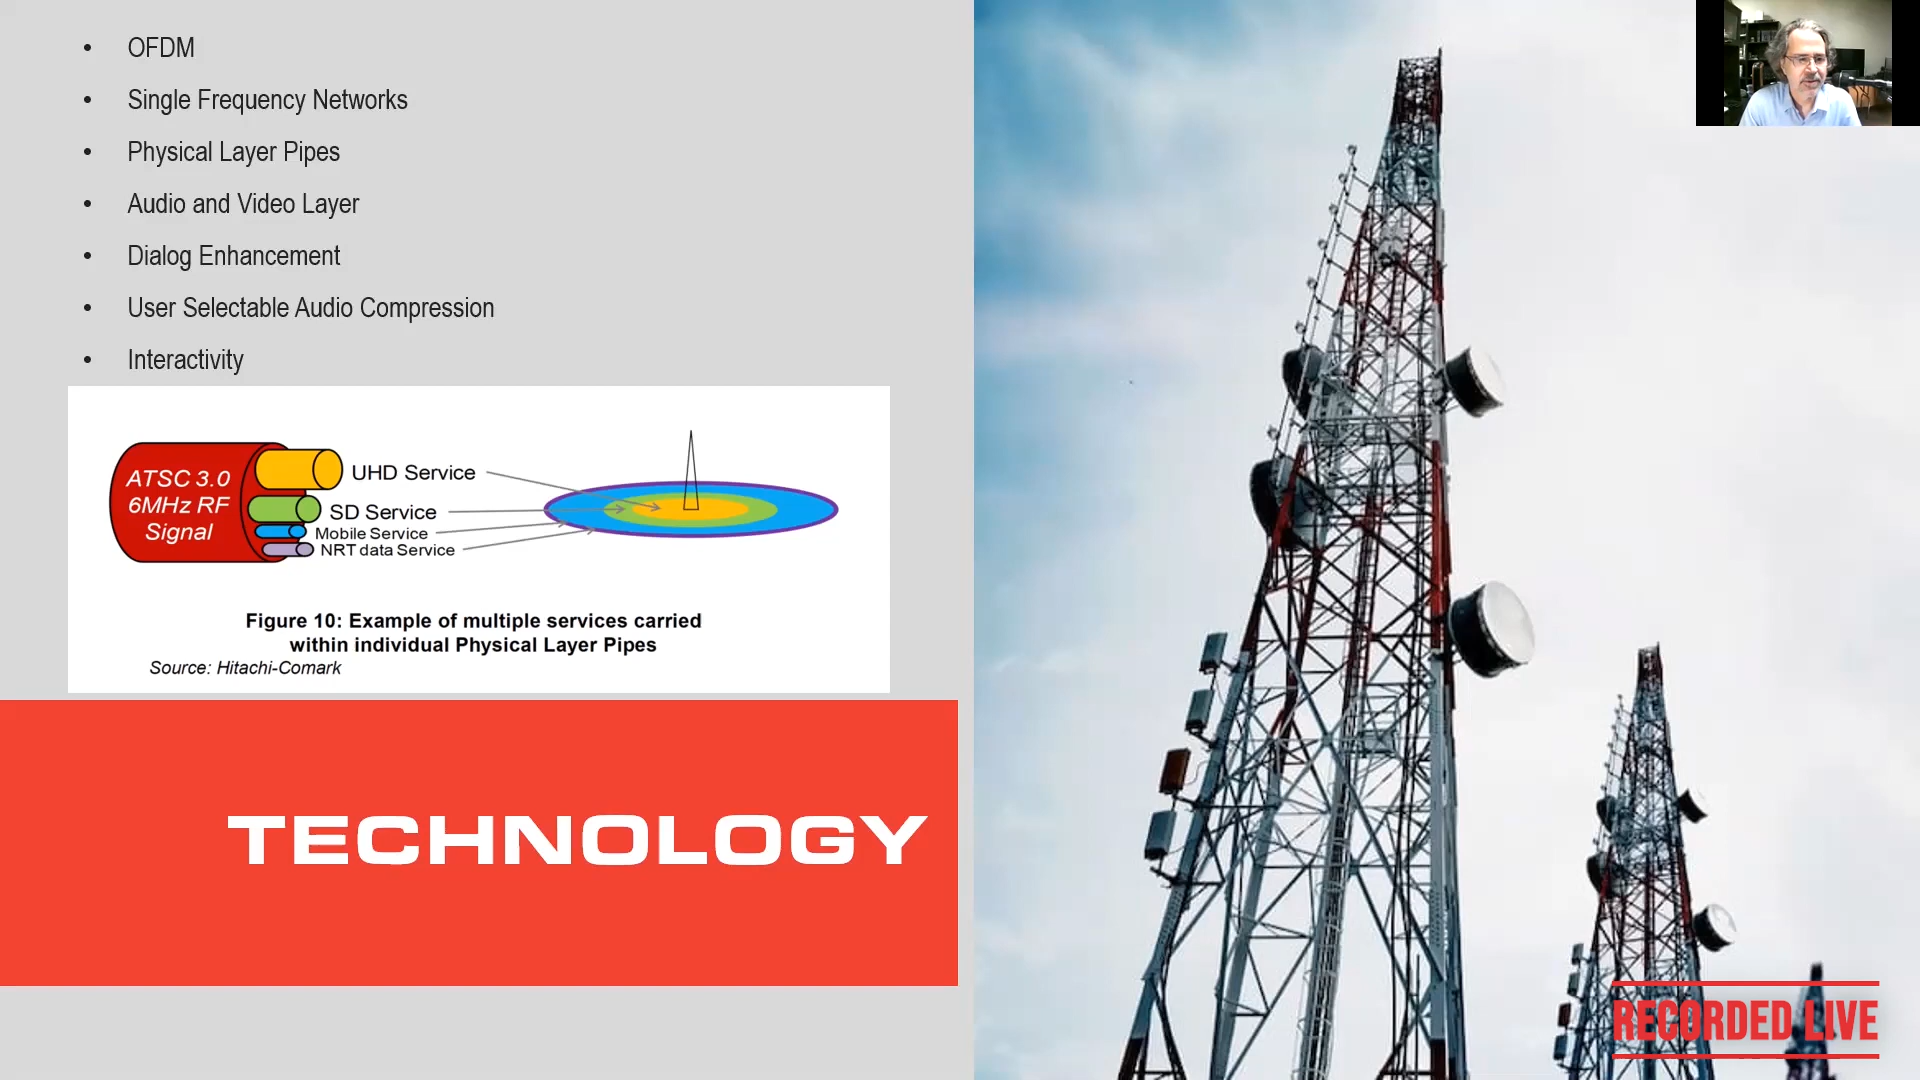 • OFDM
• Single Frequency Networks
• Physical Layer Pipes
• Audio and Video Layer
• Dialog Enhancement
• User Selectable Audio Compression
• Interactivity
ATSC 3.0
6MHz RF
Signal
UHD Service
SD Service
Mobile Service
NRT data Service
Figure 10: Example of multiple services carried
within individual Physical Layer Pipes
Source: Hitachi-Comark
TECHNOLOGY
RECORDED LIVE